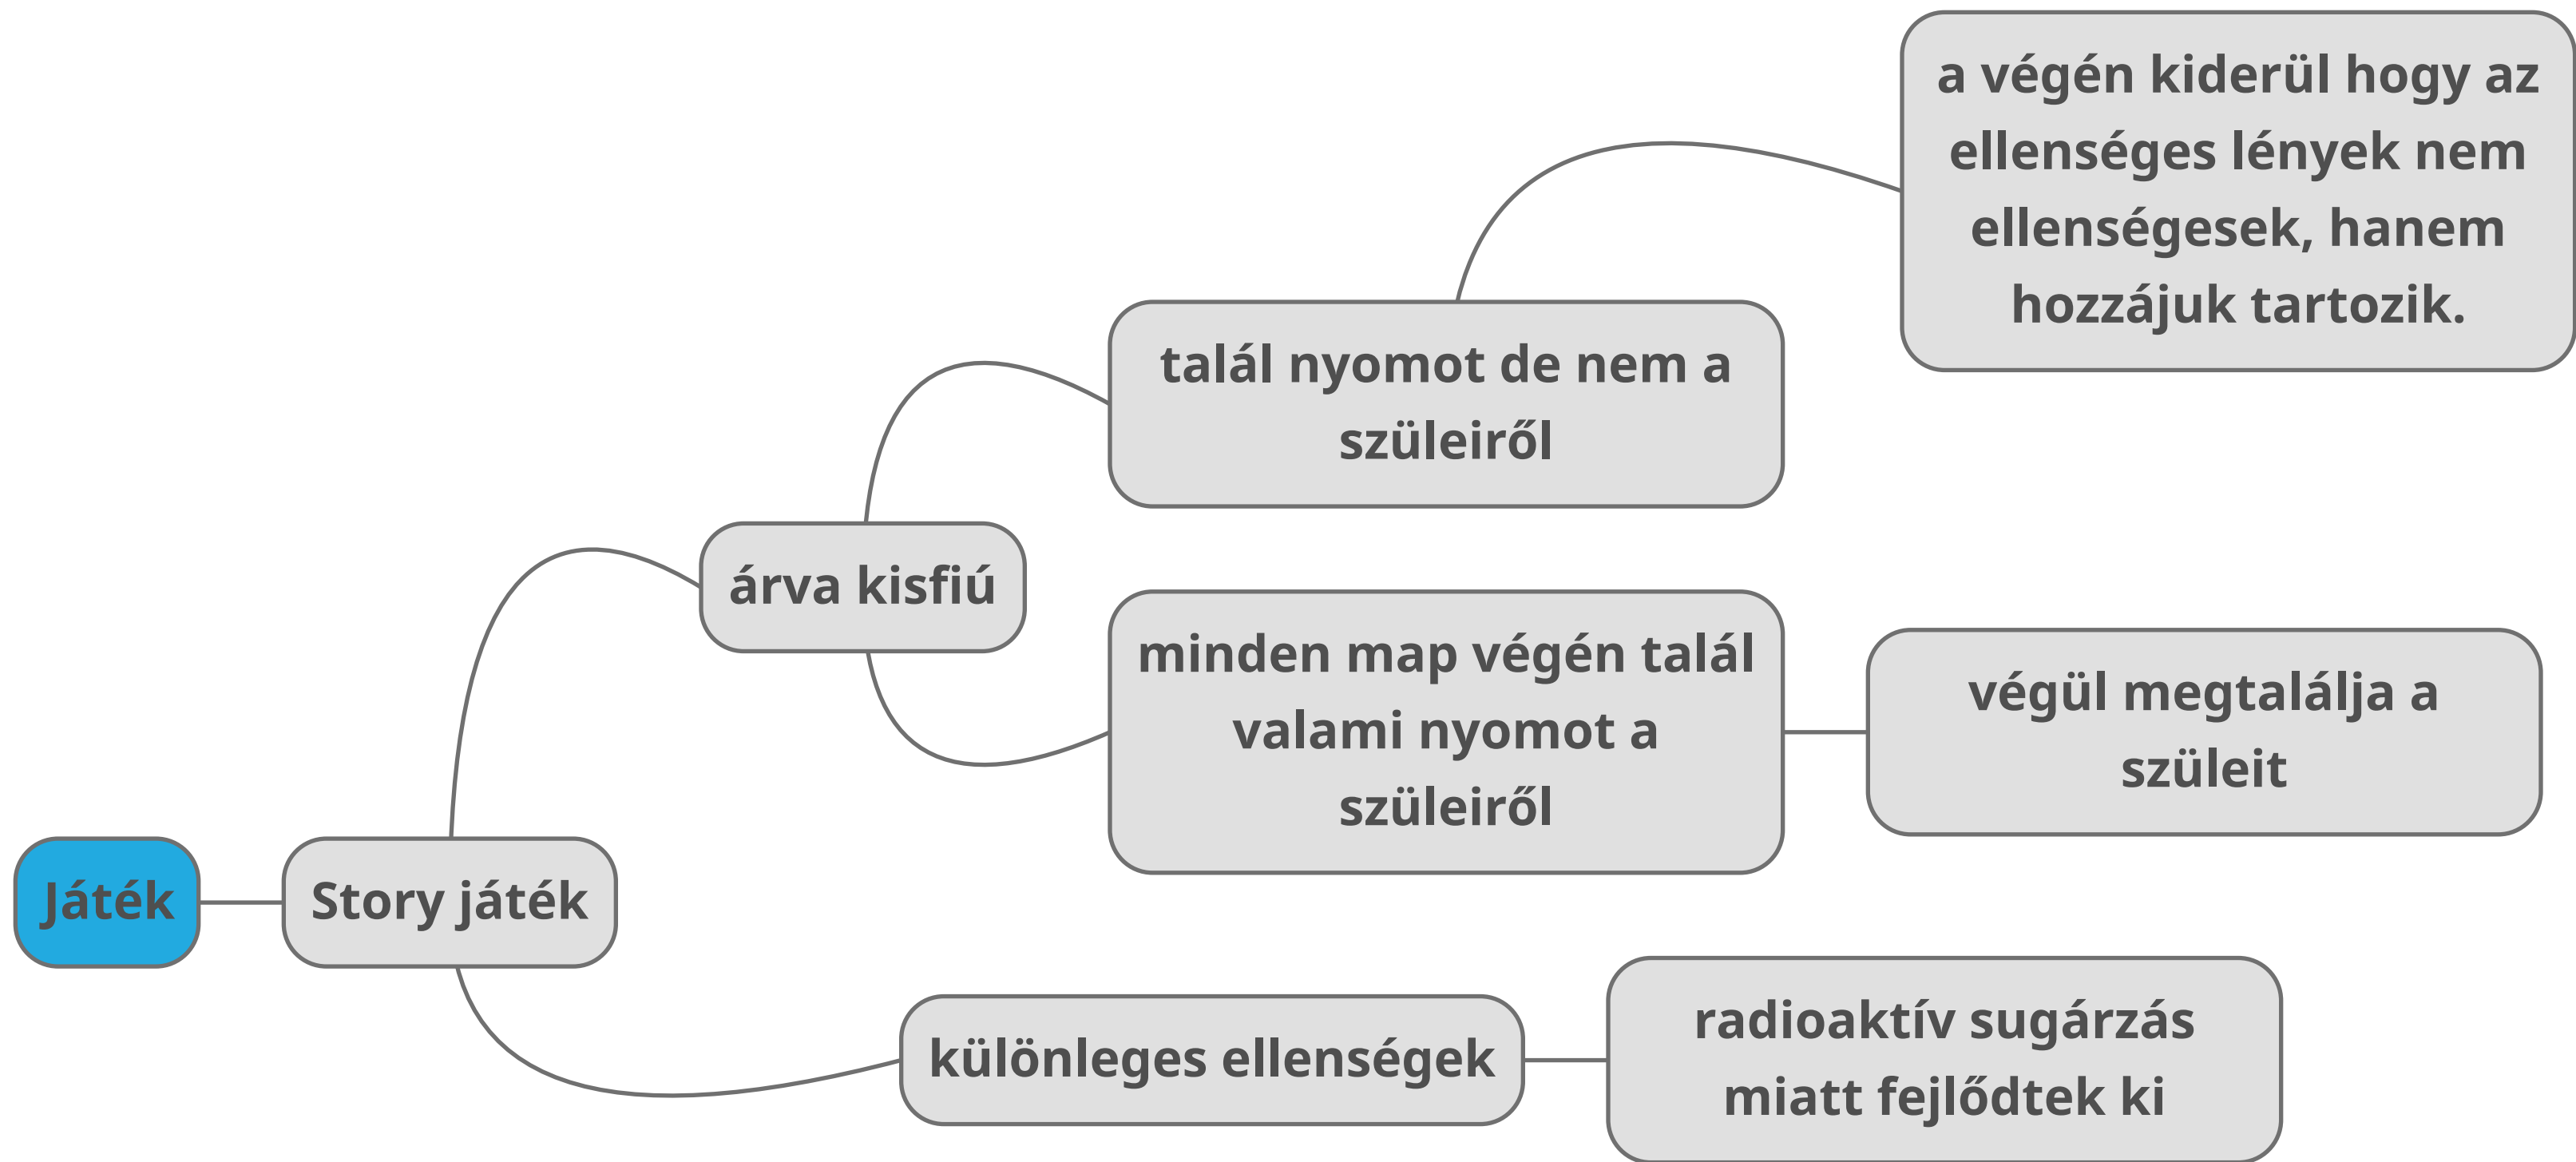 a végén kiderül hogy az
ellenséges lények nem
ellenségesek, hanem
hozzájuk tartozik.
talál nyomot de nem a
szüleiről
árva kisfiú
minden map végén talál
valami nyomot a
szüleiről
végül megtalálja a
szüleit
Játék
Story játék
különleges ellenségek
radioaktív sugárzás
miatt fejlődtek ki